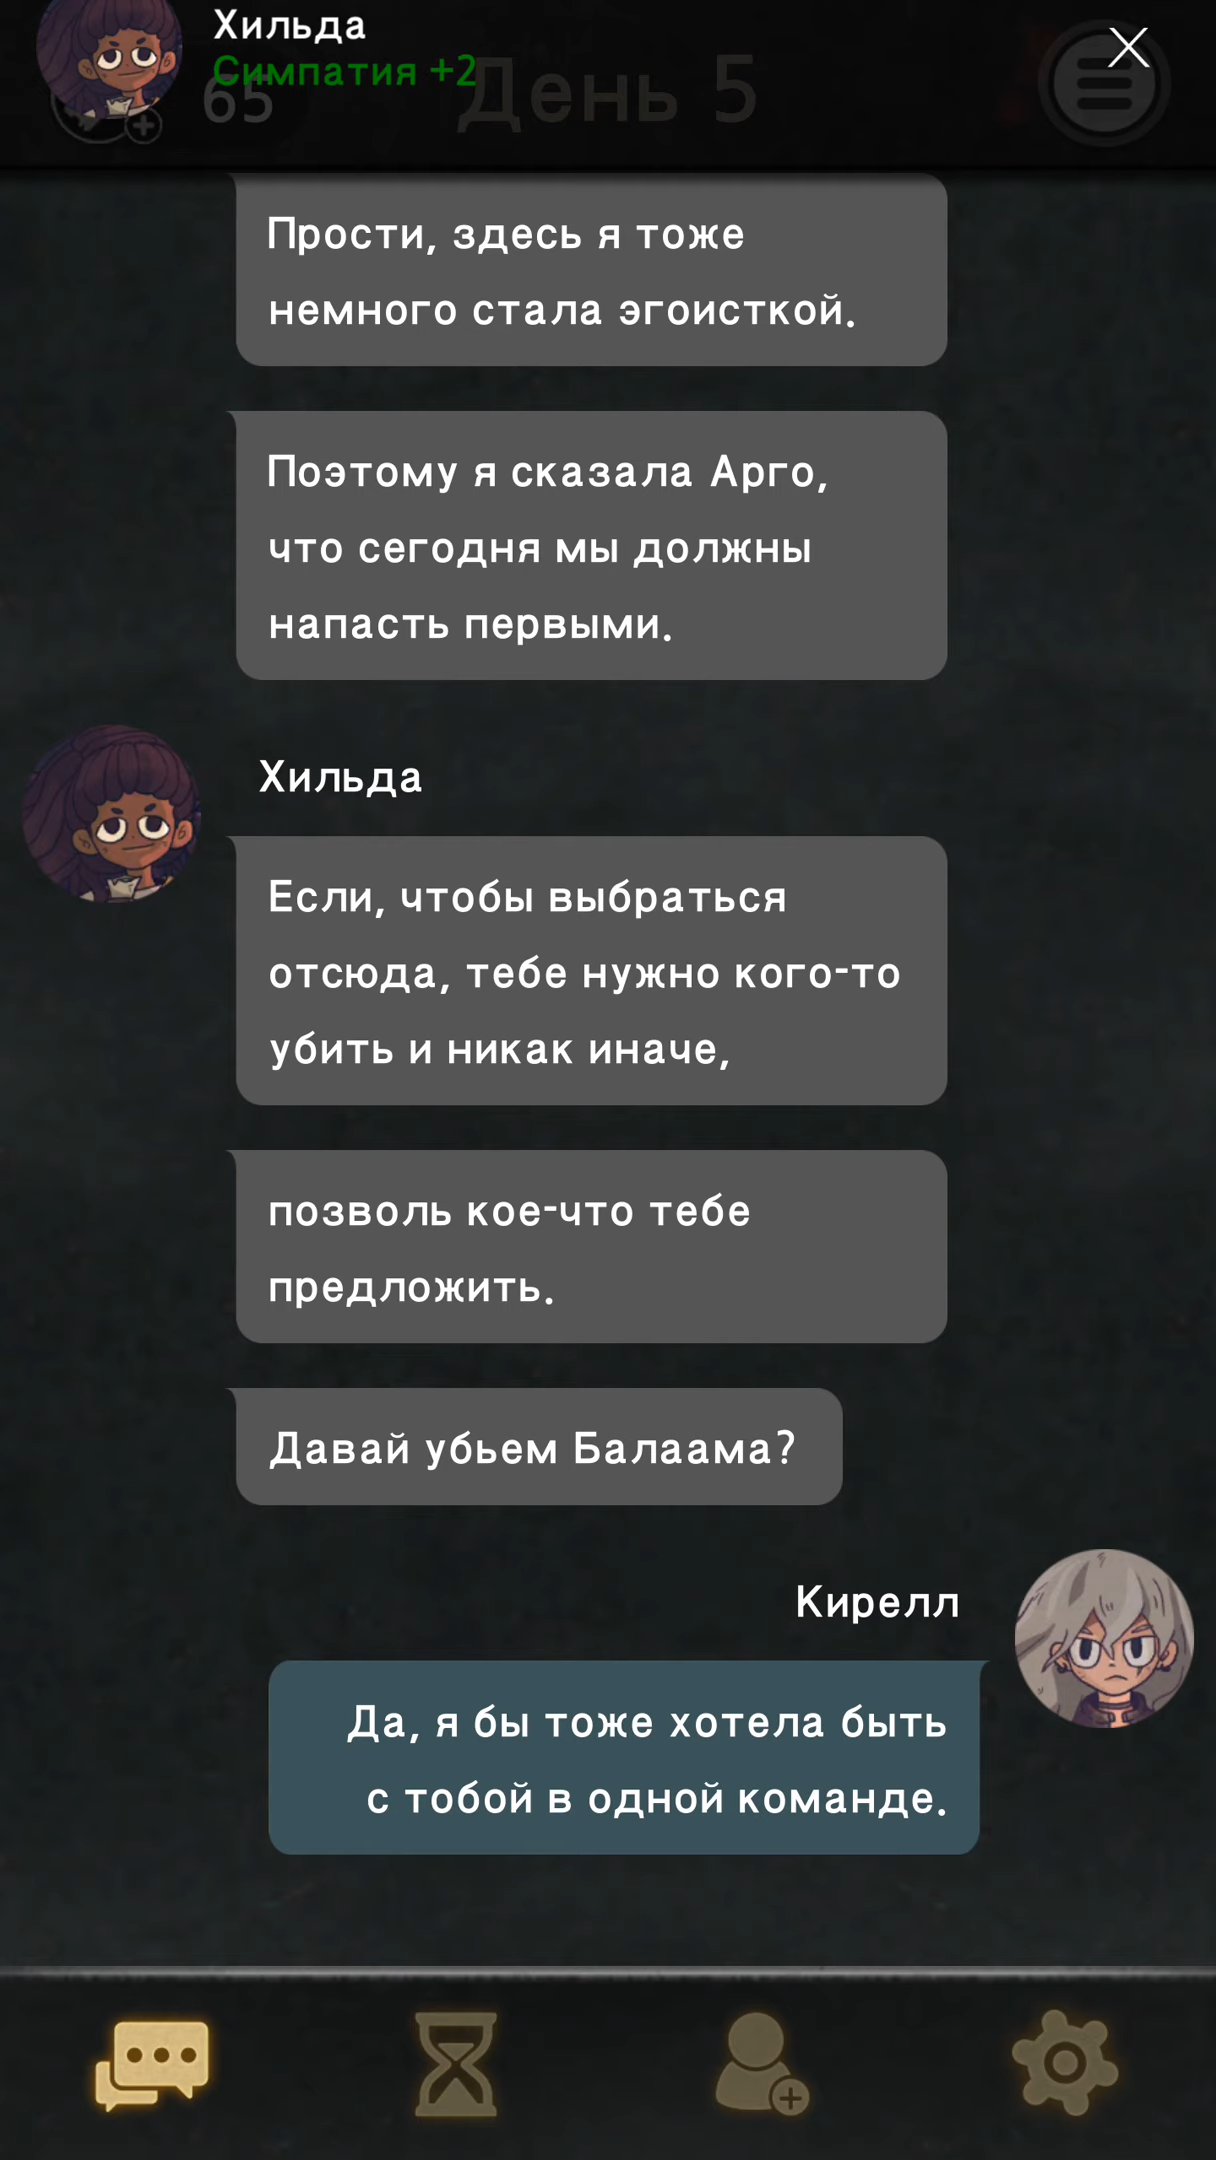 Хильда
Симпатия +2
65
День 5
Прости, здесь я тоже
немного стала эгоисткой.
Поэтому я сказала Арго,
что сегодня мы должны
напасть первыми.
Хильда
Если, чтобы выбраться
отсюда, тебе нужно кого-то
убить и никак иначе,
позволь кое-что тебе
предложить.
Давай убьем Балаама?
Кирелл
Да, я бы тоже хотела быть
с тобой в одной команде.